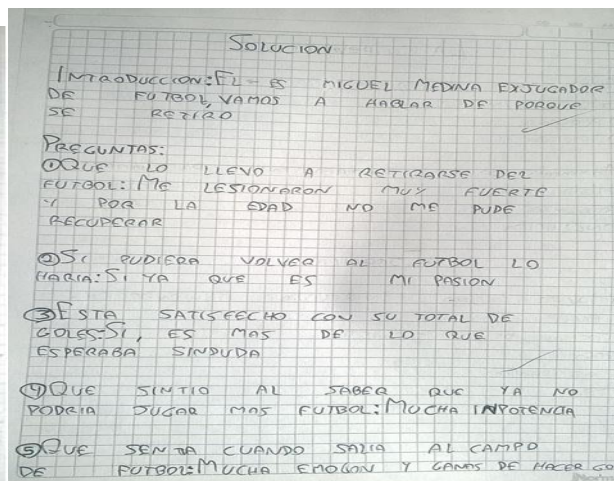 SOLUCION
INTRODUCCION: EL ES MIGUEL MEDINA EXJUGADOR
DE FUTBOL, VAMOS A HABLAR DE PORQUE
SE RETIRO
PREGUNTAS:
①QUE LO LLEVO A RETIRARSE DEL
FUTBOL: ME LESIONARON MUY FUERTE
Y POR LA EDAD NO ME PUDE
RECUPERAR
②SI PUDIERA VOLVER AL FUTBOL LO
HARIA: SI YA QUE ES MI PASION
③ESTA SATISFECHO CON SU TOTAL DE
GOLES: SI, ES MAS DE LO QUE
ESPERABA SINDUDA
④QUE SINTIO AL SABER QUE YA NO
PODRIA JUGAR MAS FUTBOL: MUCHA INPOTENCIA
⑤QUE SENTIA CUANDO SALIA AL CAMPO
DE FUTBOL: MUCHA EMOCION Y GANAS DE HACER GO